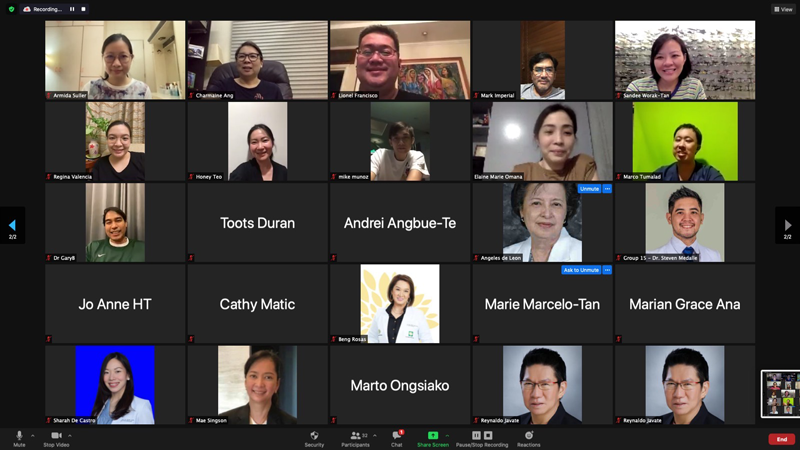 Recording...
View
Armida Suller
Charmaine Ang
Lionel Francisco
Mark Imperial
Sandee Worak-Tan
Regina Valencia
Honey Teo
mike munoz
Elaine Marie Omana
Marco Tumalad
2/2
2/2
Dr GaryB
Toots Duran
Andrei Angbue-Te
Unmute
Angeles de Leon
Group 15 - Dr. Steven Medalle
Jo Anne HT
Cathy Matic
Beng Rosas
Ask to Unmute
Marie Marcelo-Tan
Marian Grace Ana
Sharah De Castro
Mae Singson
Marto Ongsiako
Reynaldo Javate
Reynaldo Javate
Mute
Stop Video
Security
Participants
32
Chat
Share Screen
Pause/Stop Recording
Reactions
End